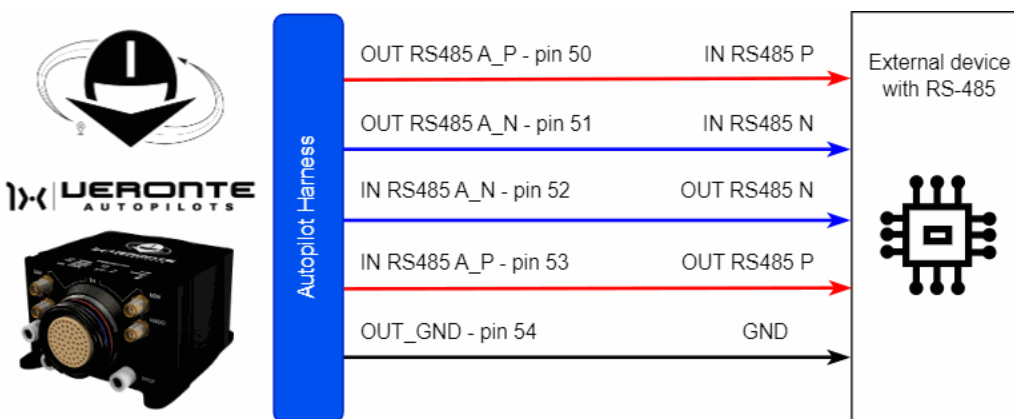 OUT RS485 A_P - pin 50 IN RS485 P
OUT RS485 A_N - pin 51 IN RS485 N
IN RS485 A_N - pin 52 OUT RS485 N
IN RS485 A_P - pin 53 OUT RS485 P
OUT_GND - pin 54 GND
External device
with RS-485
Autopilot Harness
VERONTE
AUTOPILOTS